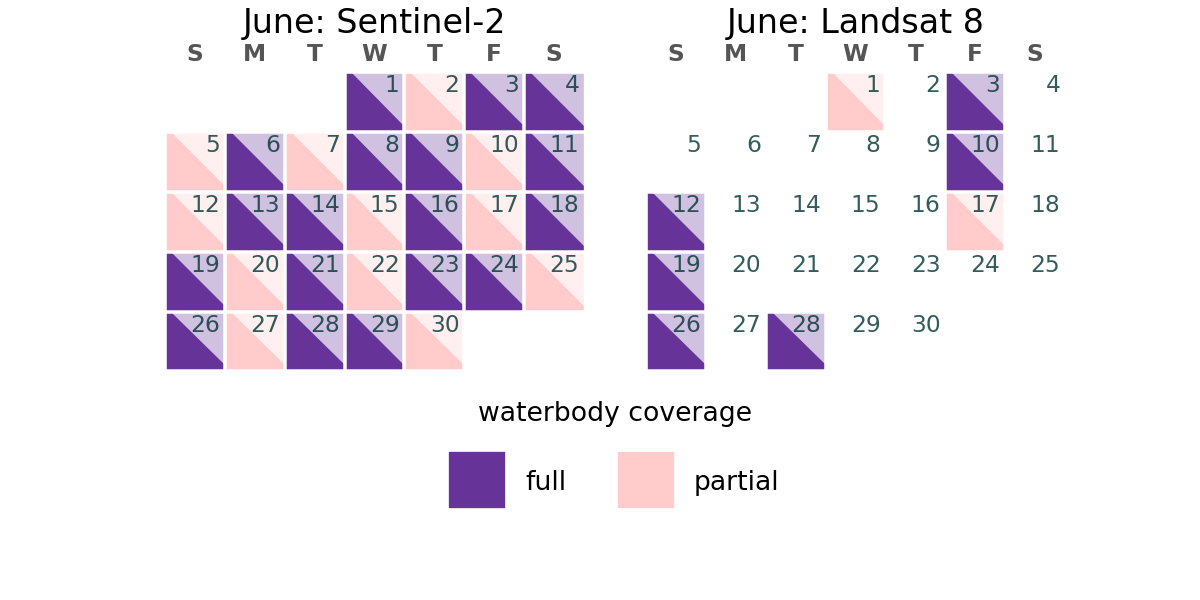 June: Sentinel-2
S M T W T F S
1 2 3 4
5 6 7 8 9 10 11
12 13 14 15 16 17 18
19 20 21 22 23 24 25
26 27 28 29 30
June: Landsat 8
S M T W T F S
1 2 3 4
5 6 7 8 9 10 11
12 13 14 15 16 17 18
19 20 21 22 23 24 25
26 27 28 29 30
waterbody coverage
full partial